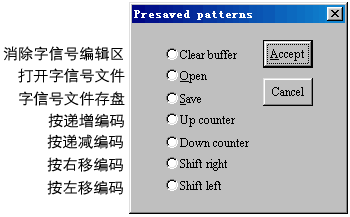 Presaved patterns
消除字信号编辑区 Clear buffer Accept
打开字信号文件 Open
字信号文件存盘 Save Cancel
按递增编码 Up counter
按递减编码 Down counter
按右移编码 Shift right
按左移编码 Shift left